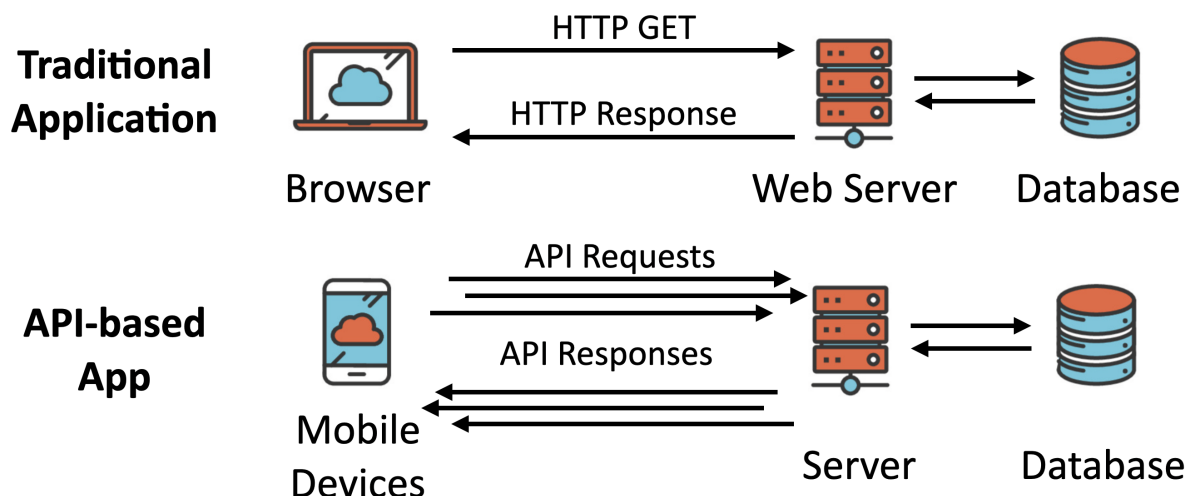 Traditional
Application
HTTP GET
HTTP Response
Browser
Web Server
Database
API-based
App
API Requests
API Responses
Mobile
Devices
Server
Database